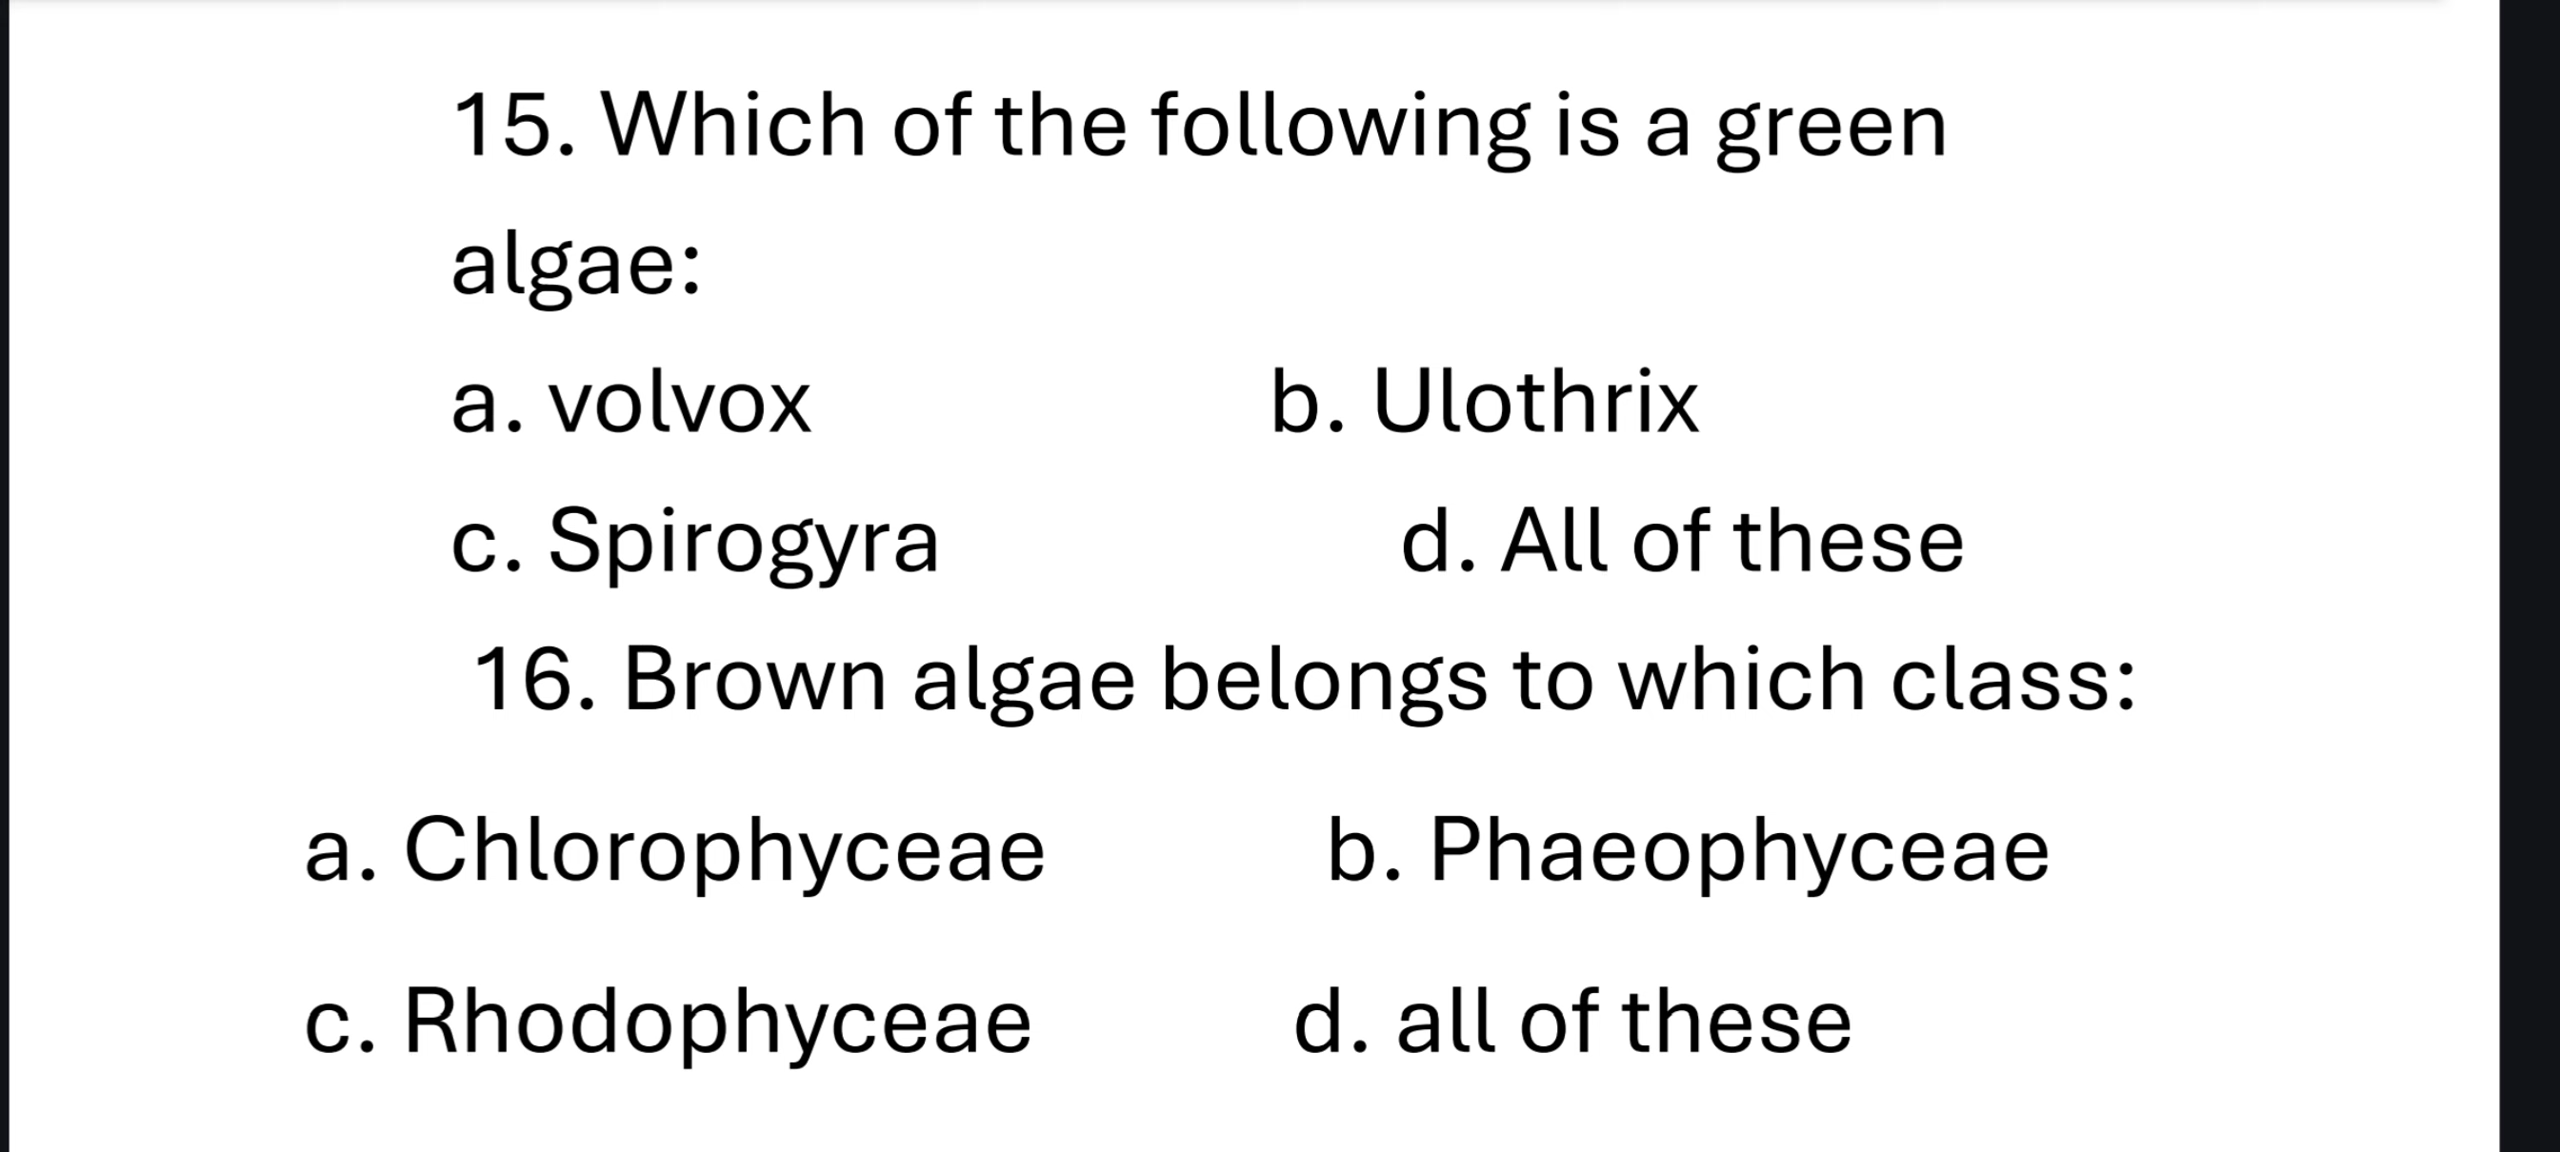 15. Which of the following is a green
algae:
a. volvox b. Ulothrix
c. Spirogyra d. All of these
16. Brown algae belongs to which class:
a. Chlorophyceae b. Phaeophyceae
c. Rhodophyceae d. all of these